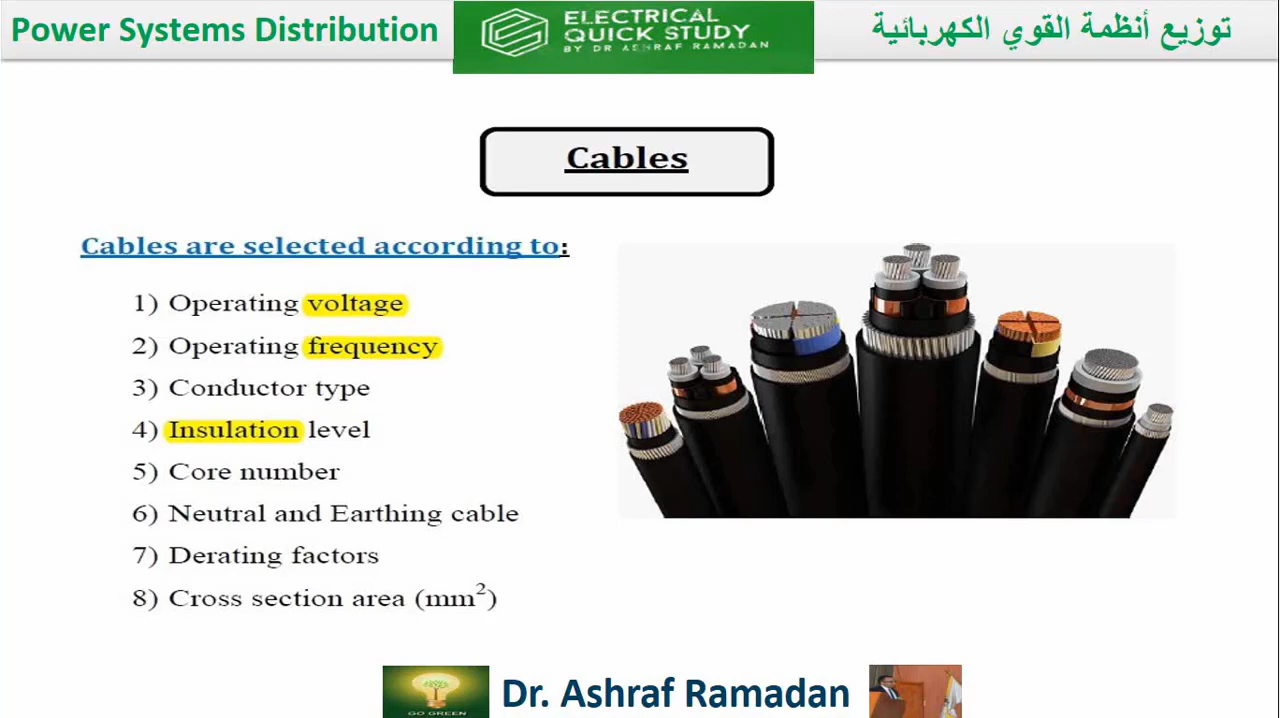 Power Systems Distribution
ELECTRICAL
QUICK STUDY
BY DR ASHRAF RAMADAN
توزيع أنظمة القوي الكهربائية
Cables
Cables are selected according to:
1) Operating voltage
2) Operating frequency
3) Conductor type
4) Insulation level
5) Core number
6) Neutral and Earthing cable
7) Derating factors
8) Cross section area (mm²)
GO GREEN
Dr. Ashraf Ramadan